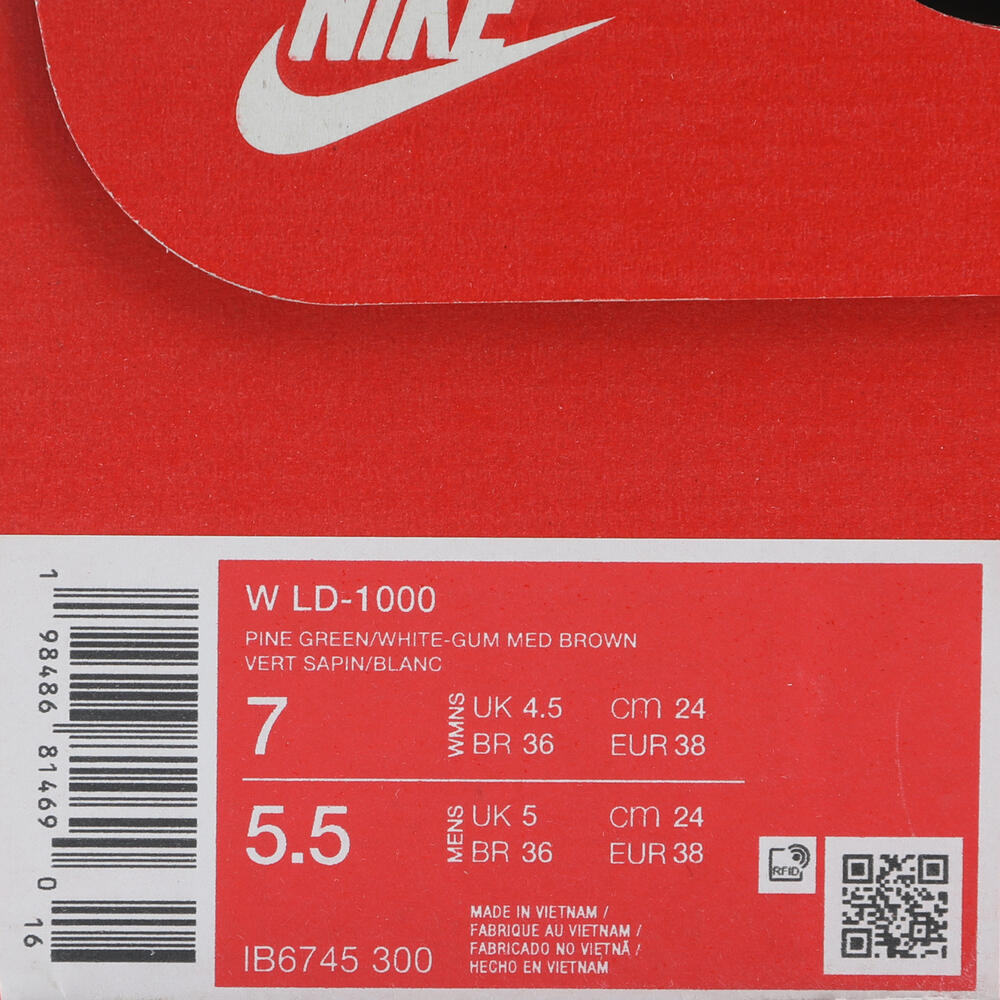 NIKE
W LD-1000
PINE GREEN/WHITE-GUM MED BROWN
VERT SAPIN/BLANC
7 WMNS UK 4.5 cm 24
BR 36 EUR 38
5.5 MENS UK 5 cm 24
BR 36 EUR 38
RFID
MADE IN VIETNAM /
FABRIQUE AU VIETNAM /
FABRICADO NO VIETNÃ /
HECHO EN VIETNAM
IB6745 300
1 98486 81469 0 16